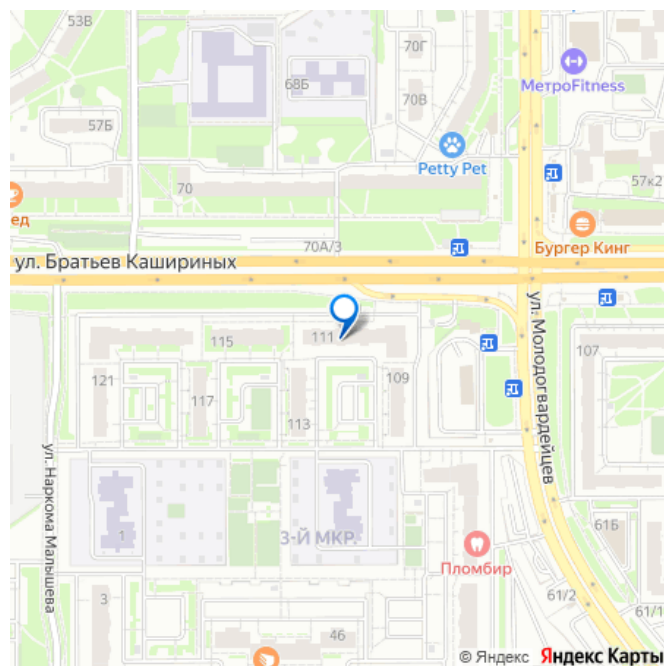 53В
70Г
68Б
МетроFitness
70В
57Б
Petty Pet
57к2
70
ед
Бургер Кинг
70А/3
ул. Братьев Кашириных
ул. Молодогвардейцев
111
115
107
121
109
117
113
ул. Наркома Малышева
1
3-Й МКР.
61Б
Пломбир
3
61/2
61/1
46
© Яндекс Яндекс Карты